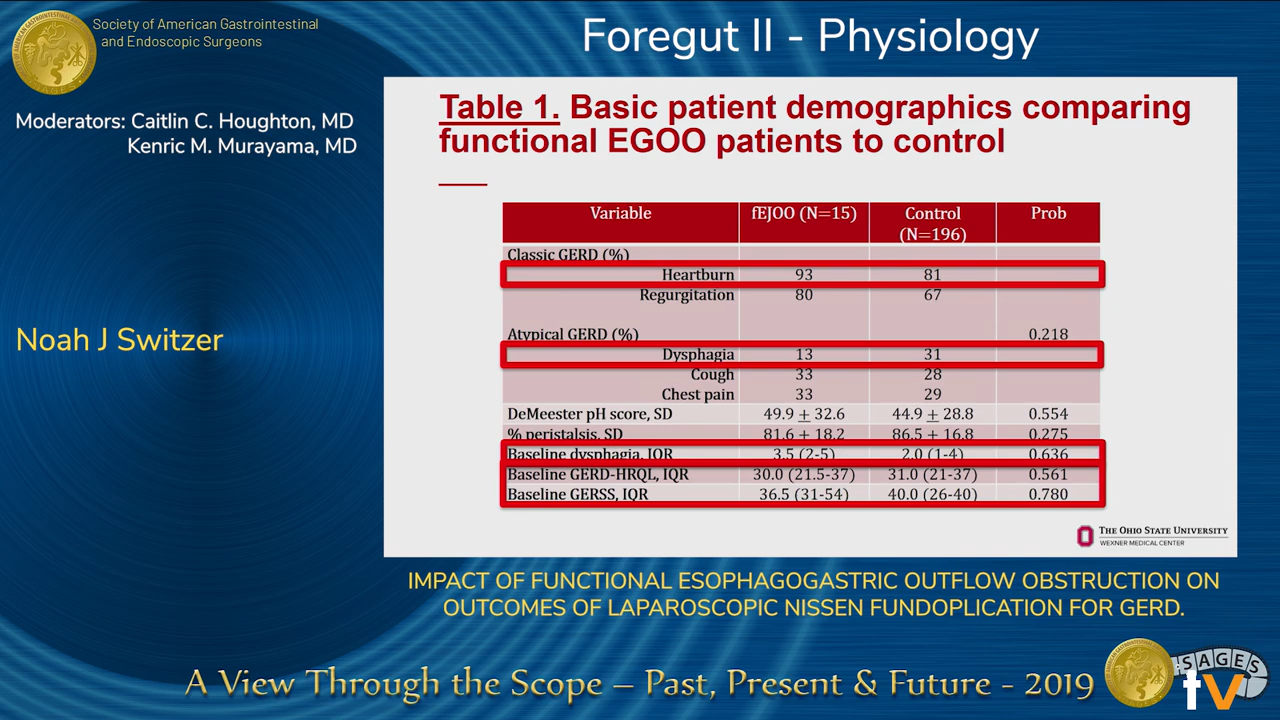 Society of American Gastrointestinal
and Endoscopic Surgeons
Foregut II - Physiology
Moderators: Caitlin C. Houghton, MD
Kenric M. Murayama, MD
Noah J Switzer
Table 1. Basic patient demographics comparing
functional EGOO patients to control
Variable fEJOO (N=15) Control (N=196) Prob
Classic GERD (%)
Heartburn 93 81
Regurgitation 80 67
Atypical GERD (%) 0.218
Dysphagia 13 31
Cough 33 28
Chest pain 33 29
DeMeester pH score, SD 49.9 ± 32.6 44.9 ± 28.8 0.554
% peristalsis, SD 81.6 ± 18.2 86.5 ± 16.8 0.275
Baseline dysphagia, IQR 3.5 (2-5) 2.0 (1-4) 0.636
Baseline GERD-HRQL, IQR 30.0 (21.5-37) 31.0 (21-37) 0.561
Baseline GERSS, IQR 36.5 (31-54) 40.0 (26-40) 0.780
THE OHIO STATE UNIVERSITY
WEXNER MEDICAL CENTER
IMPACT OF FUNCTIONAL ESOPHAGOGASTRIC OUTFLOW OBSTRUCTION ON
OUTCOMES OF LAPAROSCOPIC NISSEN FUNDOPLICATION FOR GERD.
A View Through the Scope – Past, Present & Future - 2019
SAGES
tv